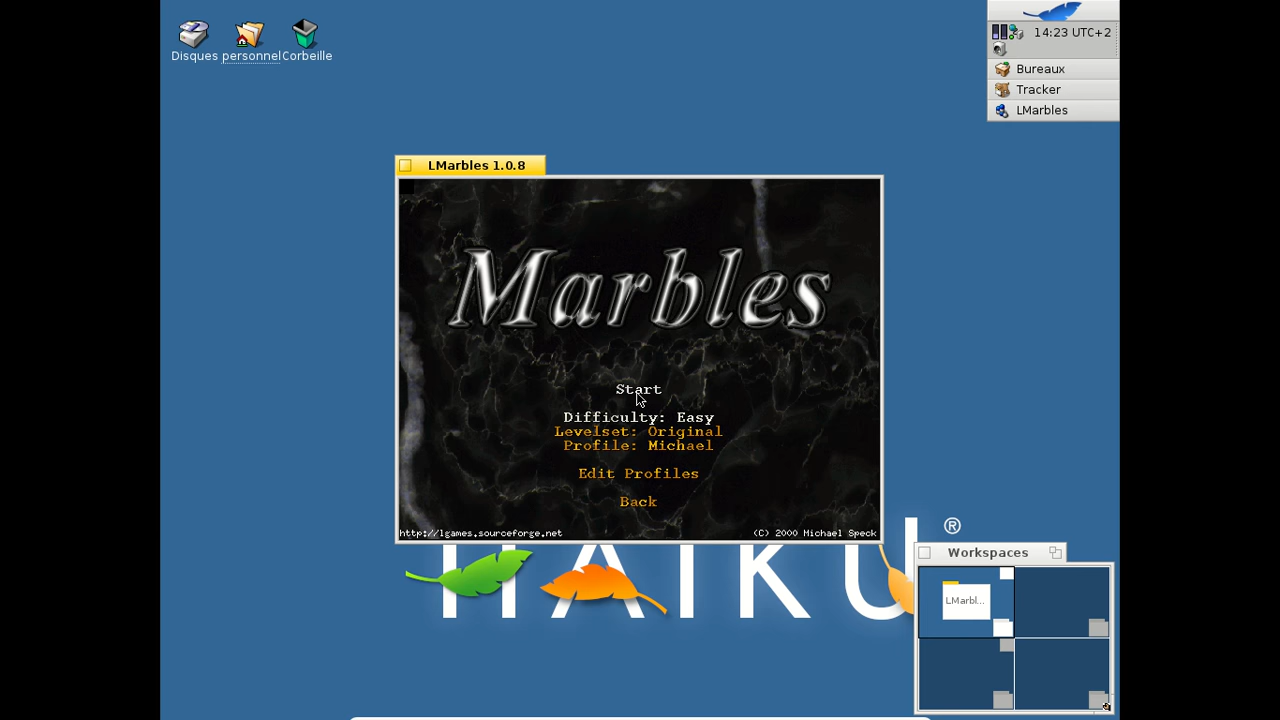 Disques personnel Corbeille
14:23 UTC+2
Bureaux
Tracker
LMarbles
LMarbles 1.0.8
Marbles
Start
Difficulty: Easy
Levelset: Original
Profile: Michael
Edit Profiles
Back
http://lgames.sourceforge.net (C) 2000 Michael Speck
HAIKU ®
Workspaces
LMarbl...